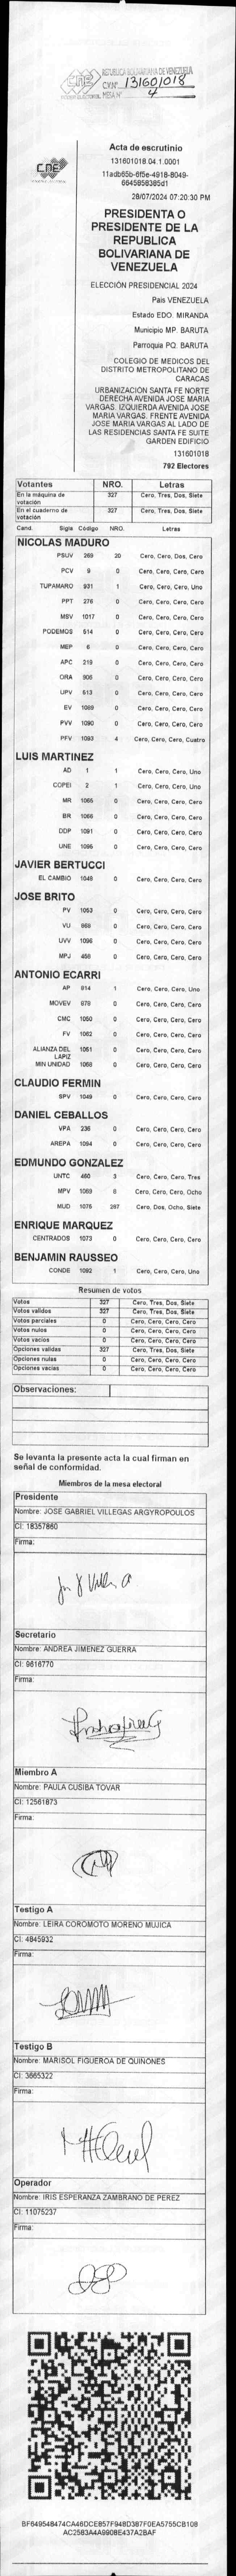 REPUBLICA BOLIVARIANA DE VENEZUELA
CNE
PODER ELECTORAL
CV.Nº 131601018
MESA Nº 4
CNE
Acta de escrutinio
131601018.04.1.0001
11adb65b-6f5e-4918-8049-
6645958385d1
28/07/2024 07:20:30 PM
PRESIDENTA O
PRESIDENTE DE LA
REPUBLICA
BOLIVARIANA DE
VENEZUELA
ELECCIÓN PRESIDENCIAL 2024
Pais VENEZUELA
Estado EDO. MIRANDA
Municipio MP. BARUTA
Parroquia PQ. BARUTA
COLEGIO DE MEDICOS DEL
DISTRITO METROPOLITANO DE
CARACAS
URBANIZACIÓN SANTA FE NORTE
DERECHA AVENIDA JOSE MARIA
VARGAS. IZQUIERDA AVENIDA JOSE
MARIA VARGAS. FRENTE AVENIDA
JOSE MARIA VARGAS AL LADO DE
LAS RESIDENCIAS SANTA FE SUITE
GARDEN EDIFICIO
131601018
792 Electores
Votantes NRO. Letras
En la máquina de votación 327 Cero, Tres, Dos, Siete
En el cuaderno de votación 327 Cero, Tres, Dos, Siete
Cand. Sigla Código NRO. Letras
NICOLAS MADURO
PSUV 269 20 Cero, Cero, Dos, Cero
PCV 9 0 Cero, Cero, Cero, Cero
TUPAMARO 931 1 Cero, Cero, Cero, Uno
PPT 276 0 Cero, Cero, Cero, Cero
MSV 1017 0 Cero, Cero, Cero, Cero
PODEMOS 514 0 Cero, Cero, Cero, Cero
MEP 6 0 Cero, Cero, Cero, Cero
APC 219 0 Cero, Cero, Cero, Cero
ORA 906 0 Cero, Cero, Cero, Cero
UPV 613 0 Cero, Cero, Cero, Cero
EV 1089 0 Cero, Cero, Cero, Cero
PVV 1090 0 Cero, Cero, Cero, Cero
PFV 1093 4 Cero, Cero, Cero, Cuatro
LUIS MARTINEZ
AD 1 1 Cero, Cero, Cero, Uno
COPEI 2 1 Cero, Cero, Cero, Uno
MR 1065 0 Cero, Cero, Cero, Cero
BR 1066 0 Cero, Cero, Cero, Cero
DDP 1091 0 Cero, Cero, Cero, Cero
UNE 1095 0 Cero, Cero, Cero, Cero
JAVIER BERTUCCI
EL CAMBIO 1048 0 Cero, Cero, Cero, Cero
JOSE BRITO
PV 1053 0 Cero, Cero, Cero, Cero
VU 868 0 Cero, Cero, Cero, Cero
UVV 1096 0 Cero, Cero, Cero, Cero
MPJ 456 0 Cero, Cero, Cero, Cero
ANTONIO ECARRI
AP 814 1 Cero, Cero, Cero, Uno
MOVEV 878 0 Cero, Cero, Cero, Cero
CMC 1050 0 Cero, Cero, Cero, Cero
FV 1062 0 Cero, Cero, Cero, Cero
ALIANZA DEL LAPIZ 1051 0 Cero, Cero, Cero, Cero
MIN UNIDAD 1068 0 Cero, Cero, Cero, Cero
CLAUDIO FERMIN
SPV 1049 0 Cero, Cero, Cero, Cero
DANIEL CEBALLOS
VPA 236 0 Cero, Cero, Cero, Cero
AREPA 1094 0 Cero, Cero, Cero, Cero
EDMUNDO GONZALEZ
UNTC 460 3 Cero, Cero, Cero, Tres
MPV 1069 8 Cero, Cero, Cero, Ocho
MUD 1076 287 Cero, Dos, Ocho, Siete
ENRIQUE MARQUEZ
CENTRADOS 1073 0 Cero, Cero, Cero, Cero
BENJAMIN RAUSSEO
CONDE 1092 1 Cero, Cero, Cero, Uno
Resumen de votos
Votos 327 Cero, Tres, Dos, Siete
Votos validos 327 Cero, Tres, Dos, Siete
Votos parciales 0 Cero, Cero, Cero, Cero
Votos nulos 0 Cero, Cero, Cero, Cero
Votos vacios 0 Cero, Cero, Cero, Cero
Opciones validas 327 Cero, Tres, Dos, Siete
Opciones nulas 0 Cero, Cero, Cero, Cero
Opciones vacias 0 Cero, Cero, Cero, Cero
Observaciones:
Se levanta la presente acta la cual firman en
señal de conformidad.
Miembros de la mesa electoral
Presidente
Nombre: JOSE GABRIEL VILLEGAS ARGYROPOULOS
CI: 18357860
Firma:
Secretario
Nombre: ANDREA JIMENEZ GUERRA
CI: 9616770
Firma:
Miembro A
Nombre: PAULA CUSIBA TOVAR
CI: 12561873
Firma:
Testigo A
Nombre: LEIRA COROMOTO MORENO MUJICA
CI: 4845932
Firma:
Testigo B
Nombre: MARISOL FIGUEROA DE QUIÑONES
CI: 3665322
Firma:
Operador
Nombre: IRIS ESPERANZA ZAMBRANO DE PEREZ
CI: 11075237
Firma:
BF649548474CA46DCE857F948D387F0EA5755CB108
AC2583A4A9908E437A2BAF